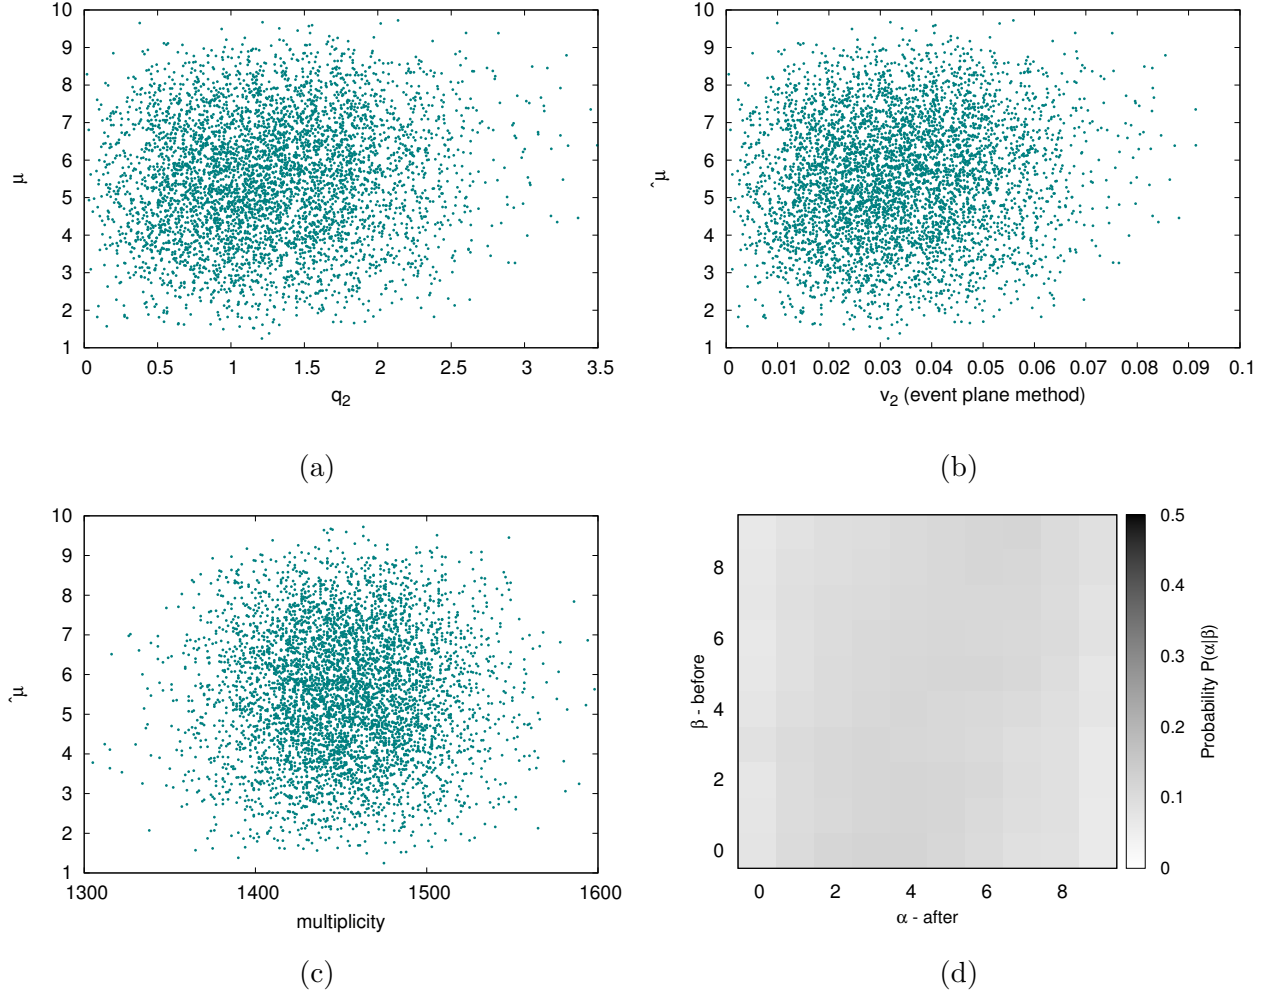 10
9
8
7
6
5
4
3
2
1
μ
0 0.5 1 1.5 2 2.5 3 3.5
q2
(a)
10
9
8
7
6
5
4
3
2
1
^μ
0 0.01 0.02 0.03 0.04 0.05 0.06 0.07 0.08 0.09 0.1
v2 (event plane method)
(b)
10
9
8
7
6
5
4
3
2
1
^μ
1300 1400 1500 1600
multiplicity
(c)
8
6
4
2
0
β - before
0 2 4 6 8
α - after
0.5
0.4
0.3
0.2
0.1
0
Probability P(α|β)
(d)